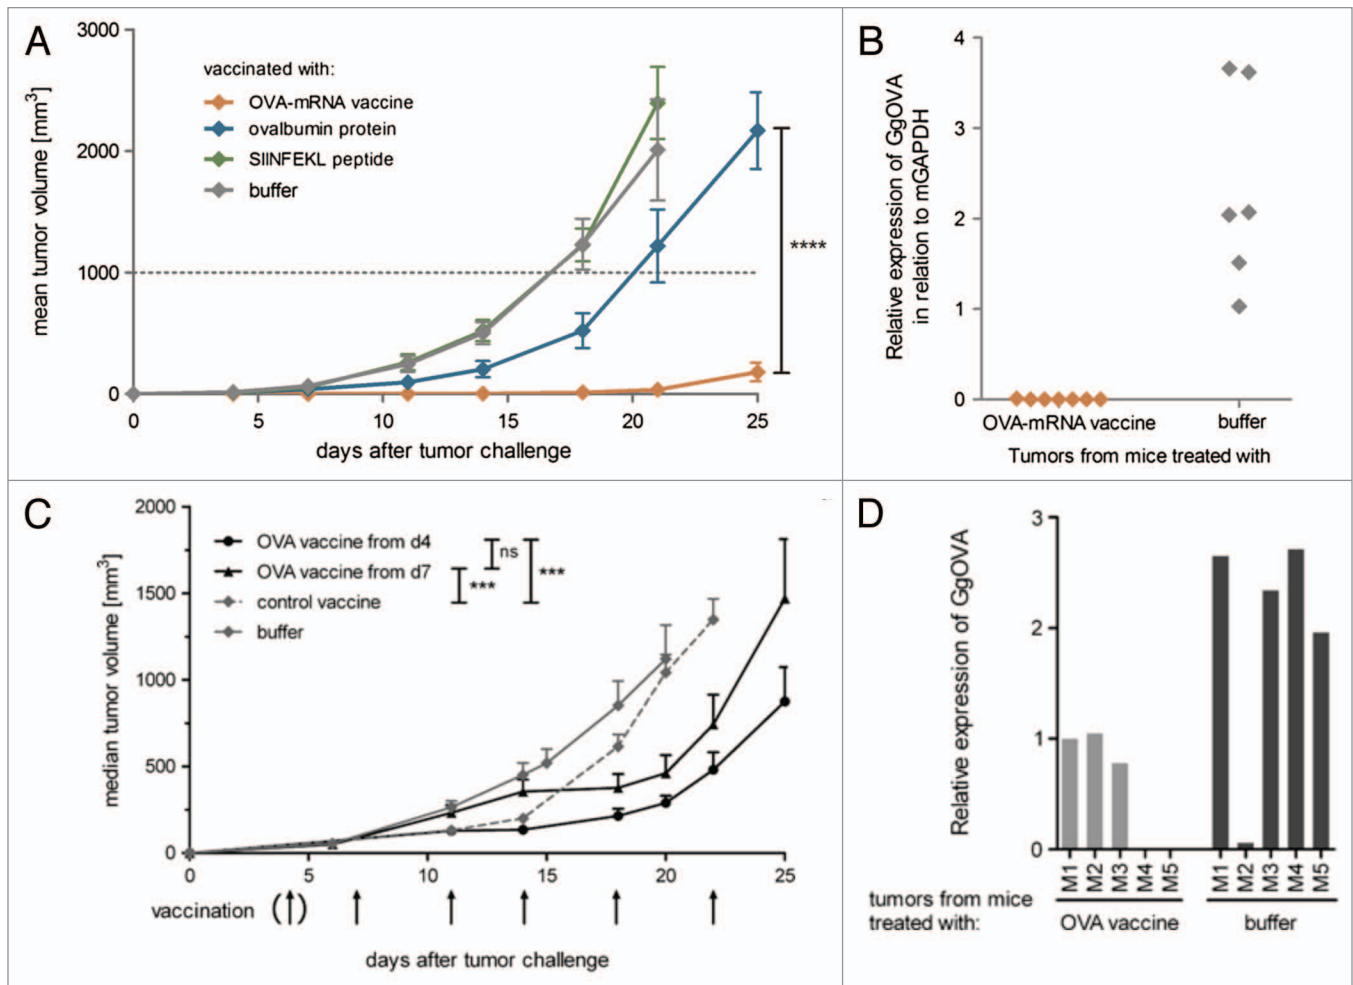 A
3000
2000
1000
0
mean tumor volume [mm³]
vaccinated with:
OVA-mRNA vaccine
ovalbumin protein
SIINFEKL peptide
buffer
****
0 5 10 15 20 25
days after tumor challenge
B
4
3
2
1
0
Relative expression of GgOVA
in relation to mGAPDH
OVA-mRNA vaccine buffer
Tumors from mice treated with
C
2000
1500
1000
500
0
median tumor volume [mm³]
OVA vaccine from d4
OVA vaccine from d7
control vaccine
buffer
ns
***
***
0 5 10 15 20 25
vaccination ( )
days after tumor challenge
D
3
2
1
0
Relative expression of GgOVA
M1 M2 M3 M4 M5 M1 M2 M3 M4 M5
tumors from mice
treated with: OVA vaccine buffer